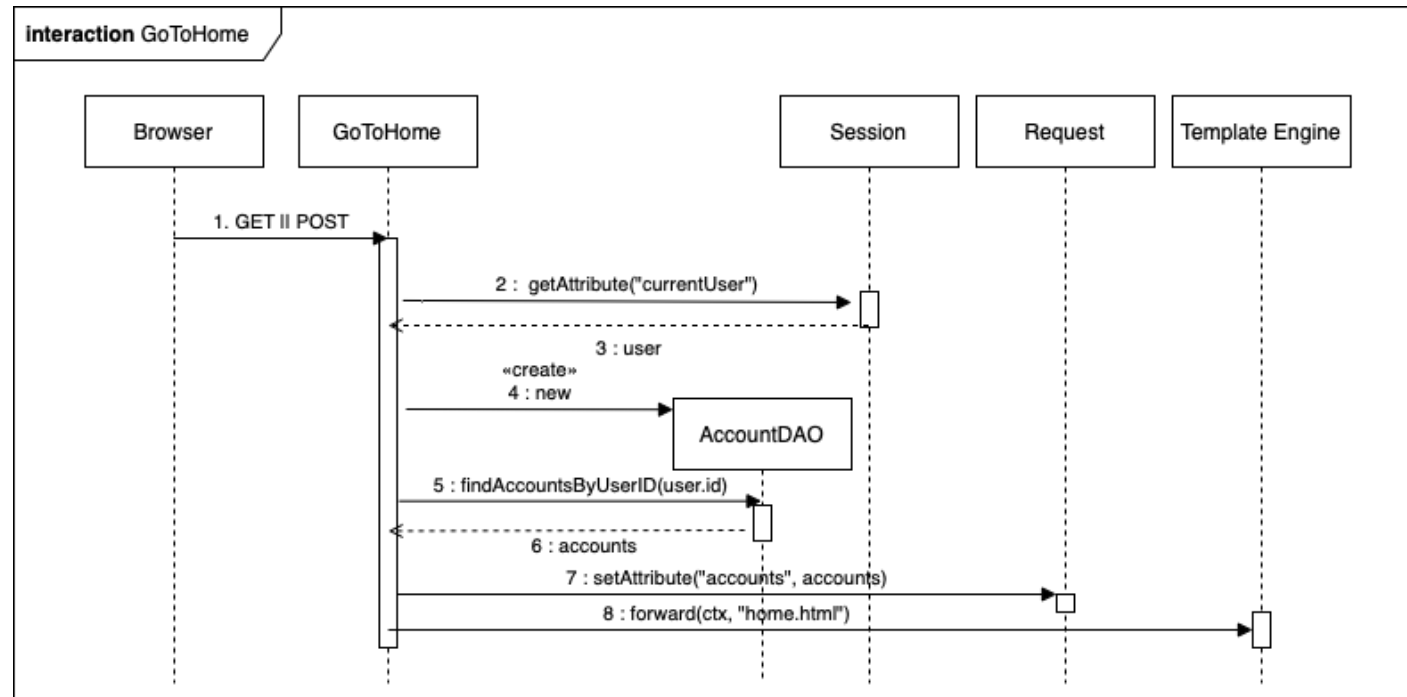 interaction GoToHome
Browser
GoToHome
Session
Request
Template Engine
1. GET II POST
2 : getAttribute("currentUser")
3 : user
«create»
4 : new
AccountDAO
5 : findAccountsByUserID(user.id)
6 : accounts
7 : setAttribute("accounts", accounts)
8 : forward(ctx, "home.html")